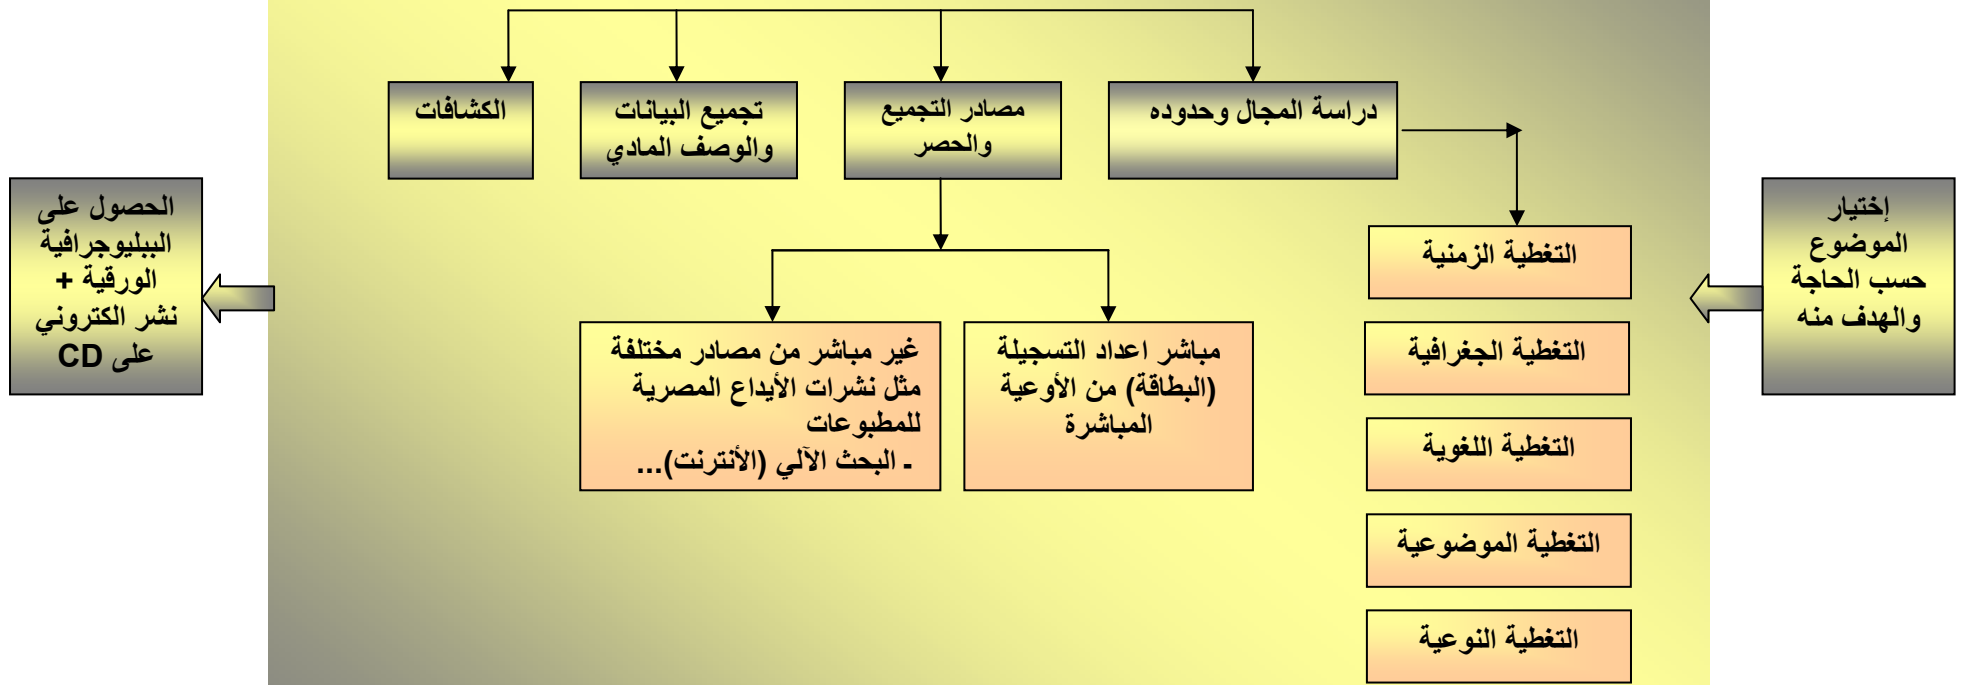 إختيار
الموضوع
حسب الحاجة
والهدف منه
دراسة المجال وحدوده
مصادر التجميع
والحصر
تجميع البيانات
والوصف المادي
الكشافات
التغطية الزمنية
التغطية الجغرافية
التغطية اللغوية
التغطية الموضوعية
التغطية النوعية
مباشر اعداد التسجيلة
(البطاقة) من الأوعية
المباشرة
غير مباشر من مصادر مختلفة
مثل نشرات الأيداع المصرية
للمطبوعات
- البحث الآلي (الأنترنت)...
الحصول على
الببليوجرافية
الورقية +
نشر الكتروني
على CD